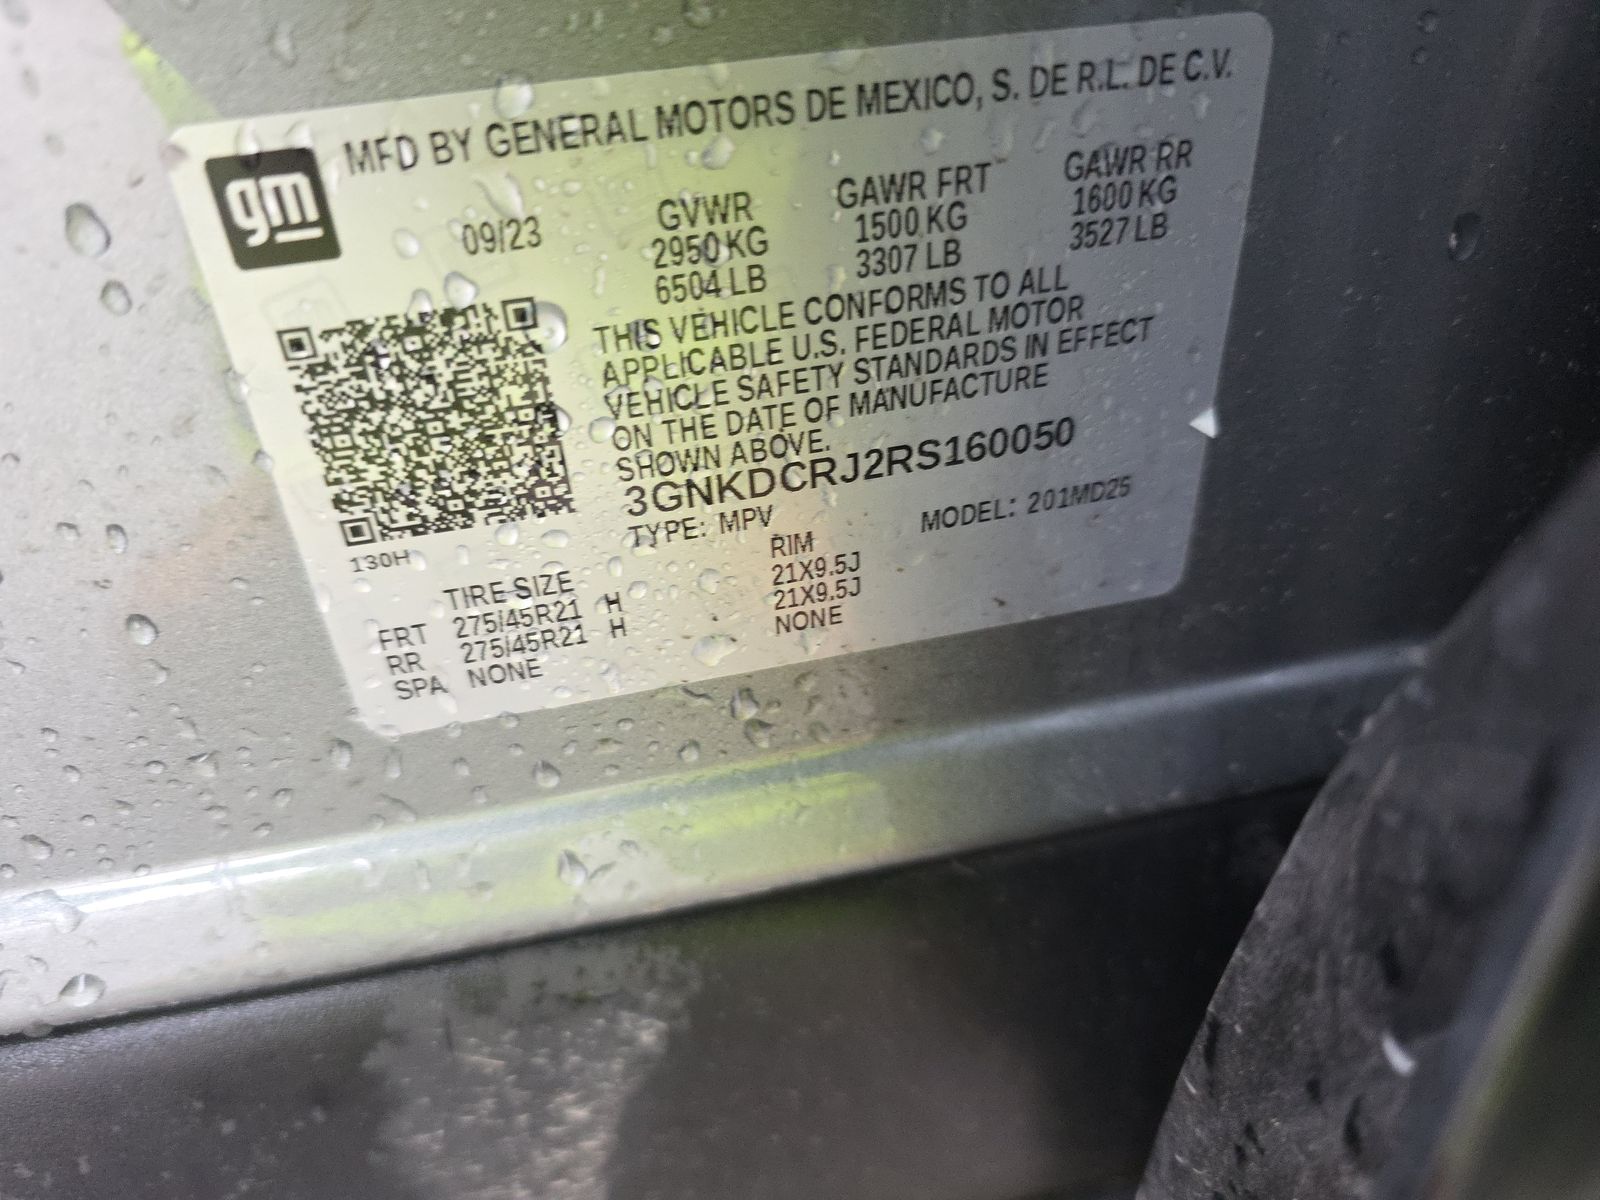 MFD BY GENERAL MOTORS DE MEXICO, S. DE R.L. DE C.V.
gm
09/23 GVWR GAWR FRT GAWR RR
2950 KG 1500 KG 1600 KG
6504 LB 3307 LB 3527 LB
THIS VEHICLE CONFORMS TO ALL
APPLICABLE U.S. FEDERAL MOTOR
VEHICLE SAFETY STANDARDS IN EFFECT
ON THE DATE OF MANUFACTURE
SHOWN ABOVE.
3GNKDCRJ2RS160050
TYPE: MPV MODEL: 201MD25
130H
TIRE SIZE RIM
FRT 275/45R21 H 21X9.5J
RR 275/45R21 H 21X9.5J
SPA NONE NONE